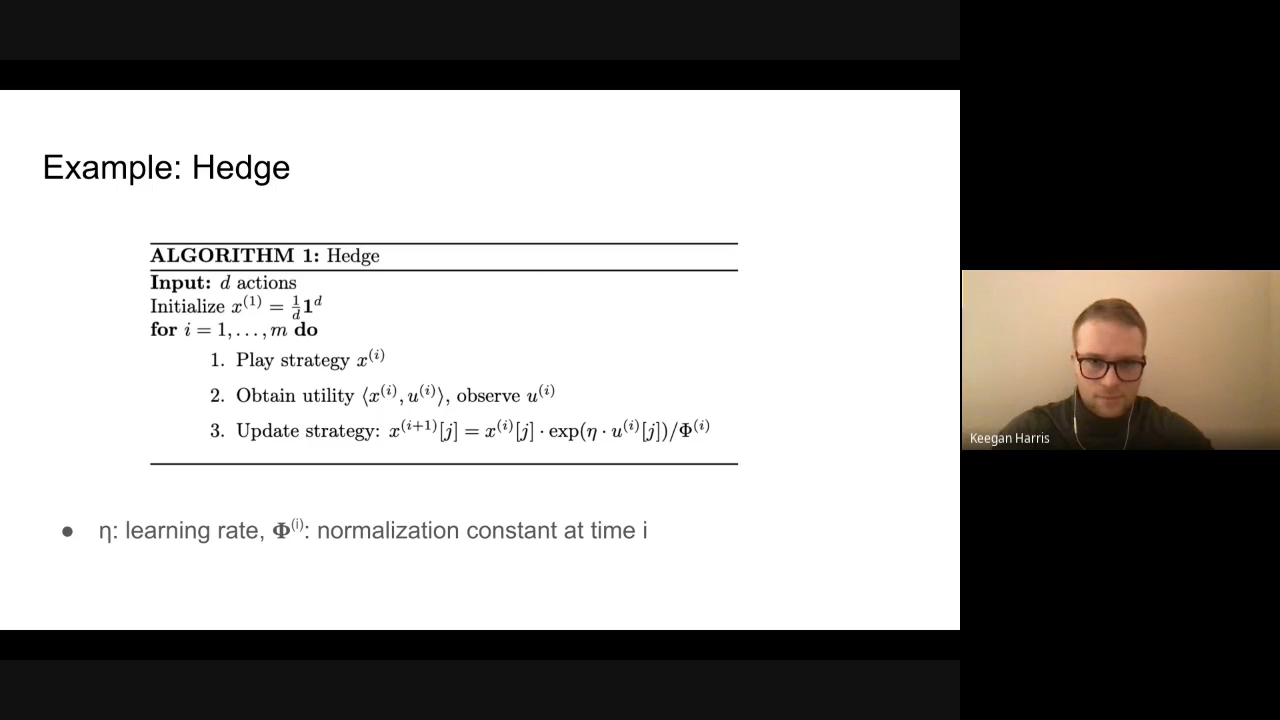 Example: Hedge
ALGORITHM 1: Hedge
Input: d actions
Initialize x^{(1)} = \frac{1}{d}\mathbf{1}^d
for i = 1, . . . , m do
1. Play strategy x^{(i)}
2. Obtain utility ⟨x^{(i)}, u^{(i)}⟩, observe u^{(i)}
3. Update strategy: x^{(i+1)}[j] = x^{(i)}[j] · exp(η · u^{(i)}[j])/Φ^{(i)}
● η: learning rate, Φ^{(i)}: normalization constant at time i
Keegan Harris